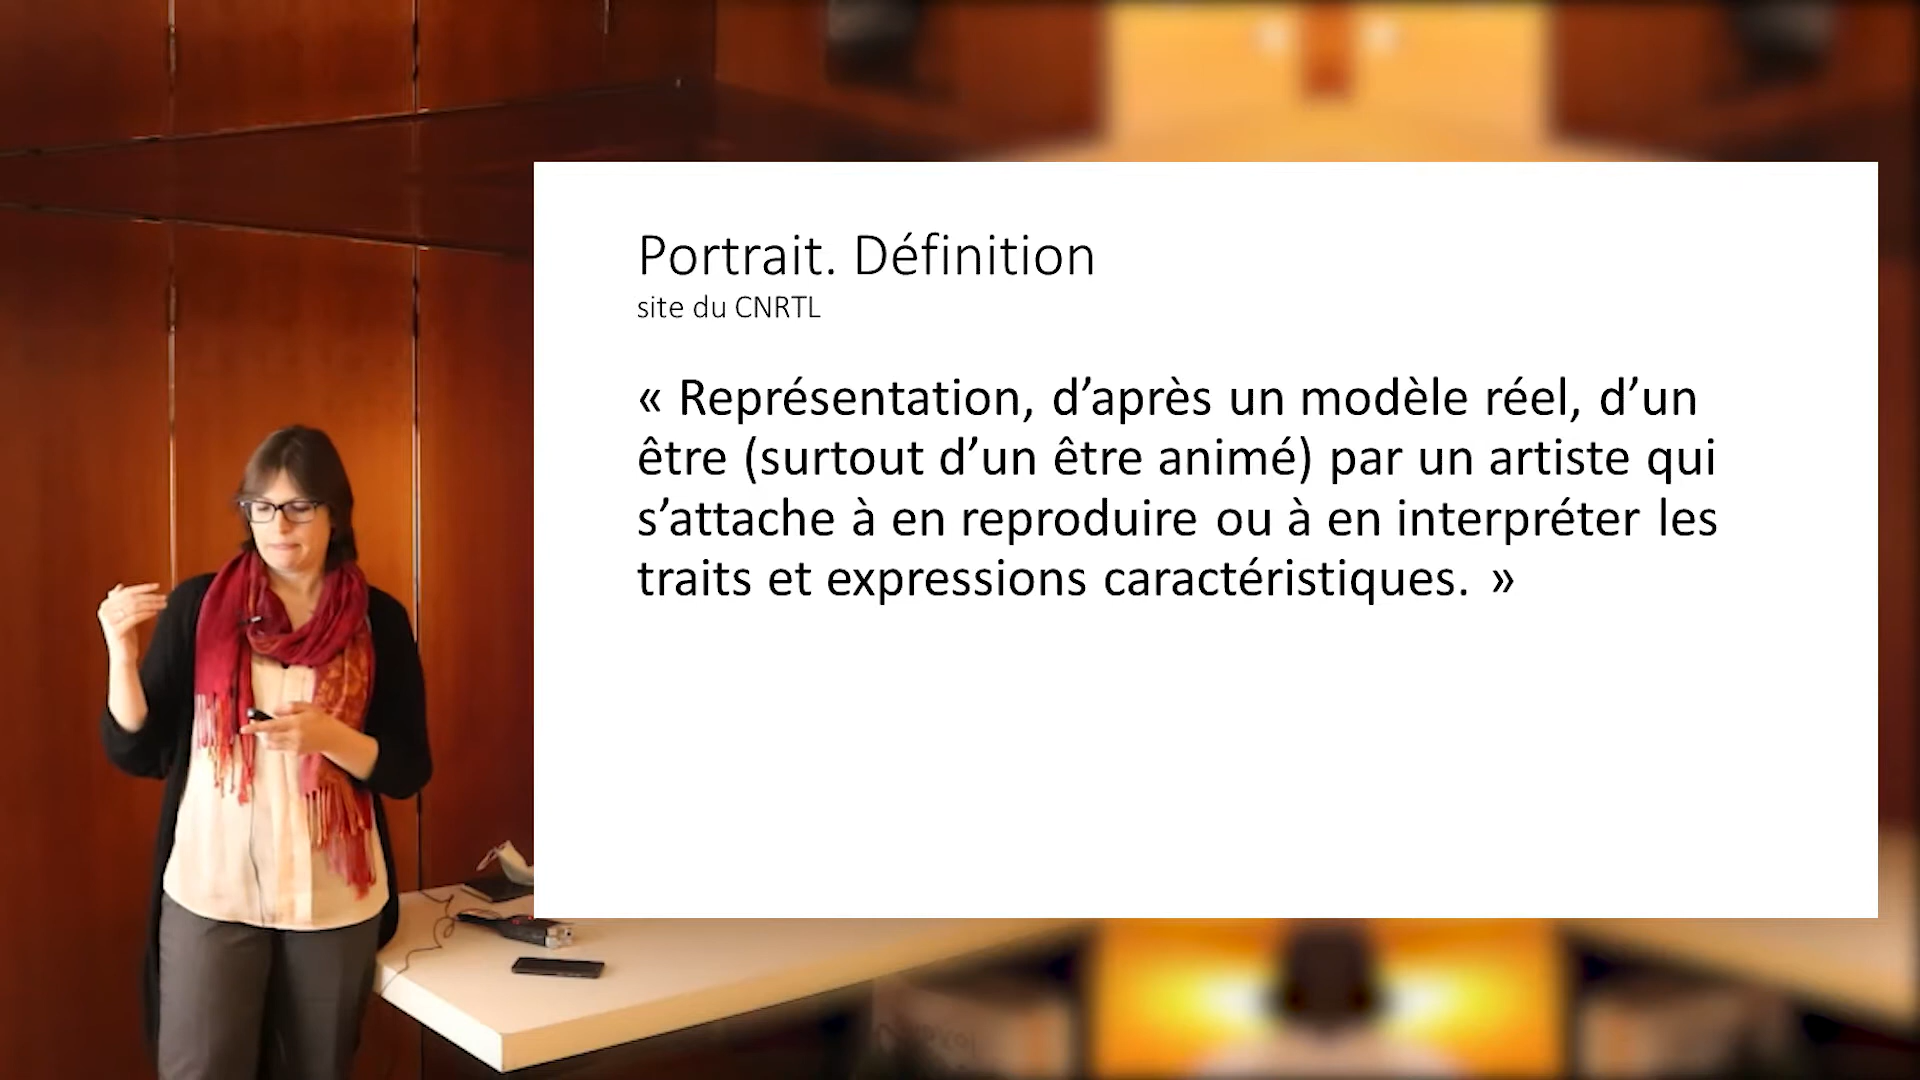 Portrait. Définition
site du CNRTL
« Représentation, d’après un modèle réel, d’un
être (surtout d’un être animé) par un artiste qui
s’attache à en reproduire ou à en interpréter les
traits et expressions caractéristiques. »